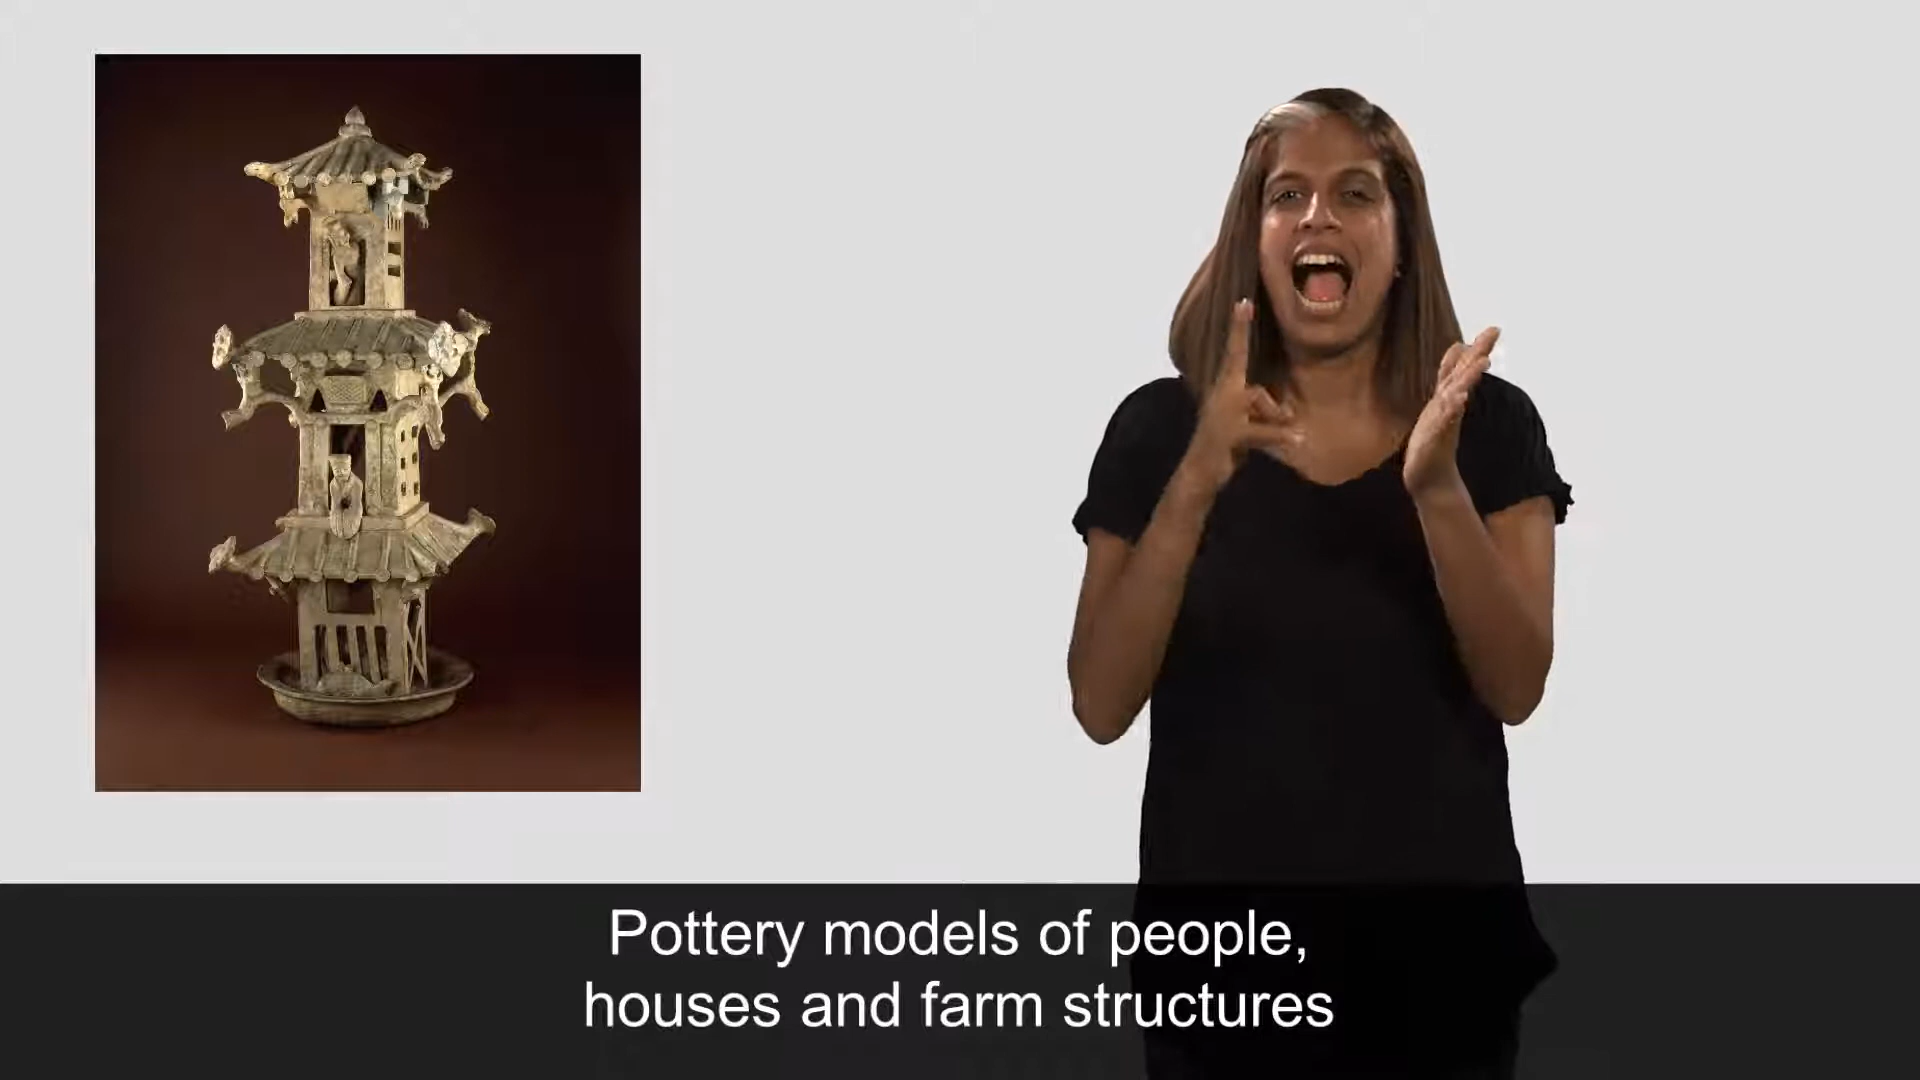 Pottery models of people,
houses and farm structures